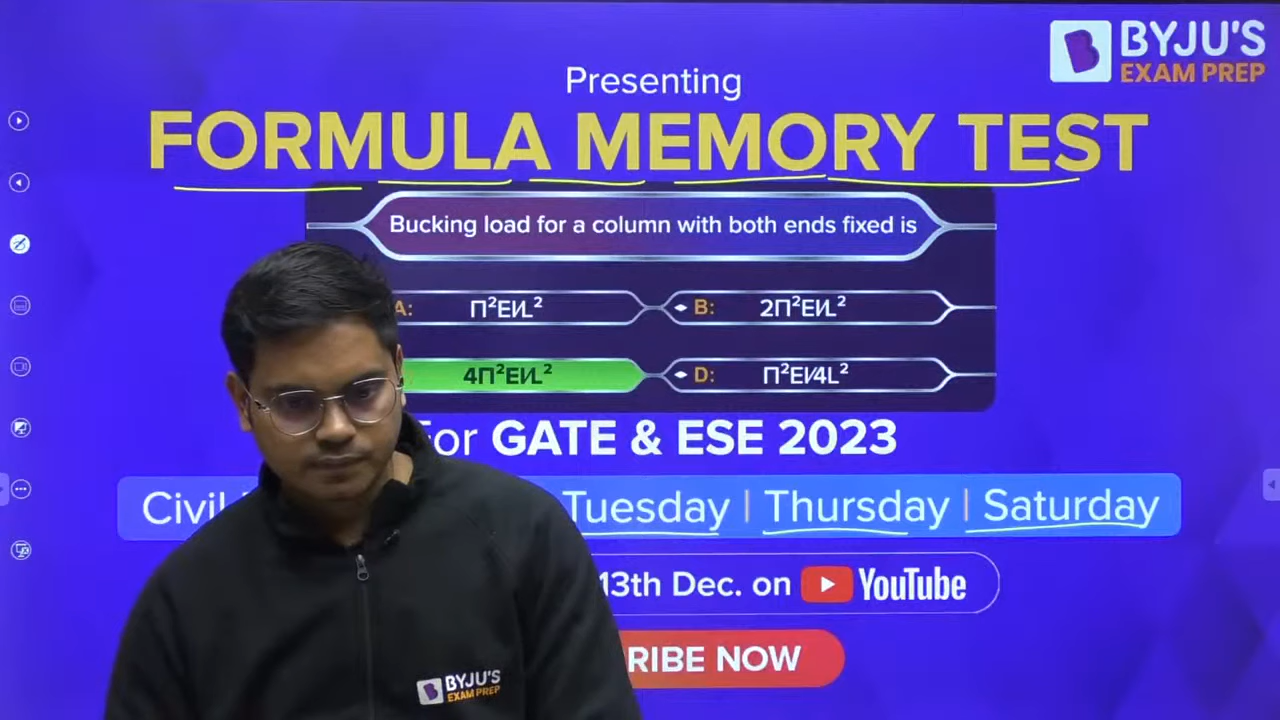 BYJU'S
EXAM PREP
Presenting
FORMULA MEMORY TEST
Bucking load for a column with both ends fixed is
A: Π²EI/L²
B: 2Π²EI/L²
4Π²EI/L²
D: Π²EI/4L²
For GATE & ESE 2023
Civil Tuesday | Thursday | Saturday
13th Dec. on YouTube
RIBE NOW
BYJU'S
EXAM PREP